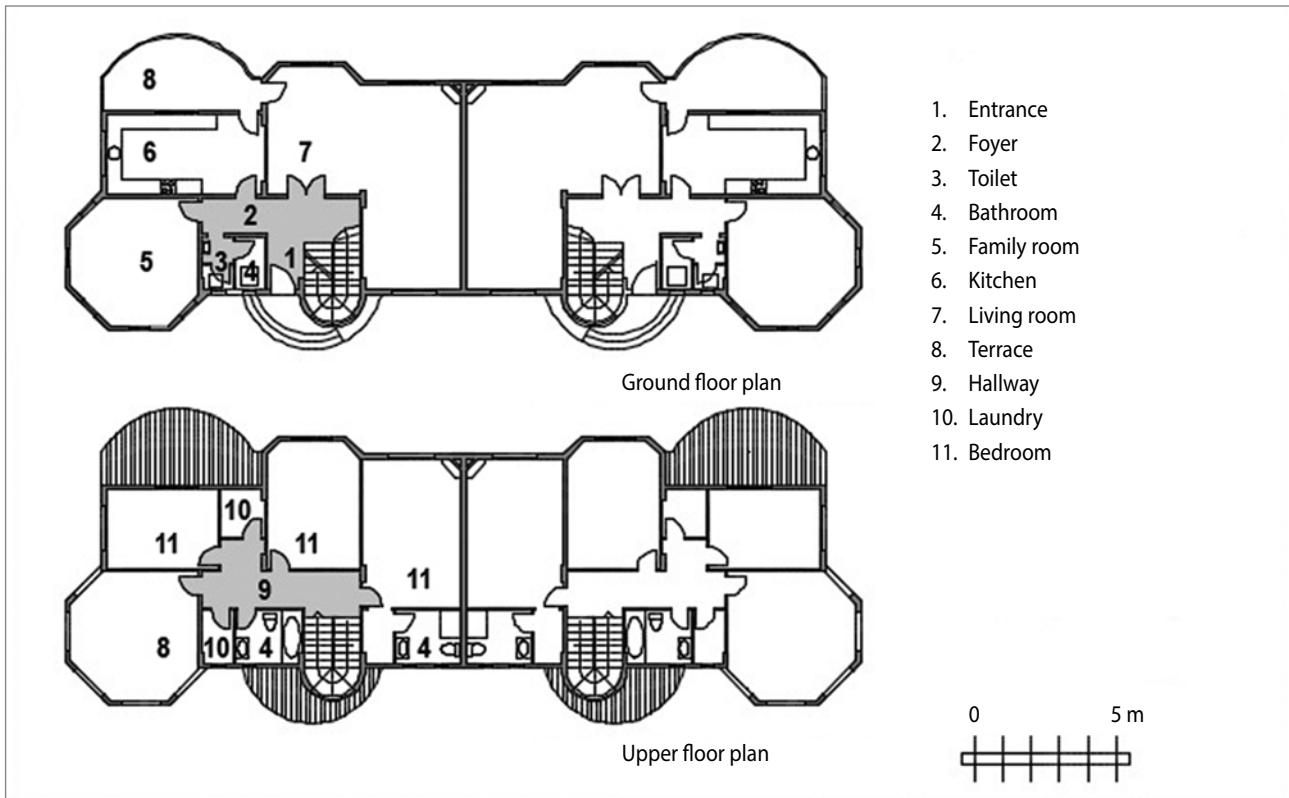 8
6
7
2
5
3
4
1
1. Entrance
2. Foyer
3. Toilet
4. Bathroom
5. Family room
6. Kitchen
7. Living room
8. Terrace
9. Hallway
10. Laundry
11. Bedroom
Ground floor plan
10
11
11
9
11
8
10
4
4
Upper floor plan
0 5 m